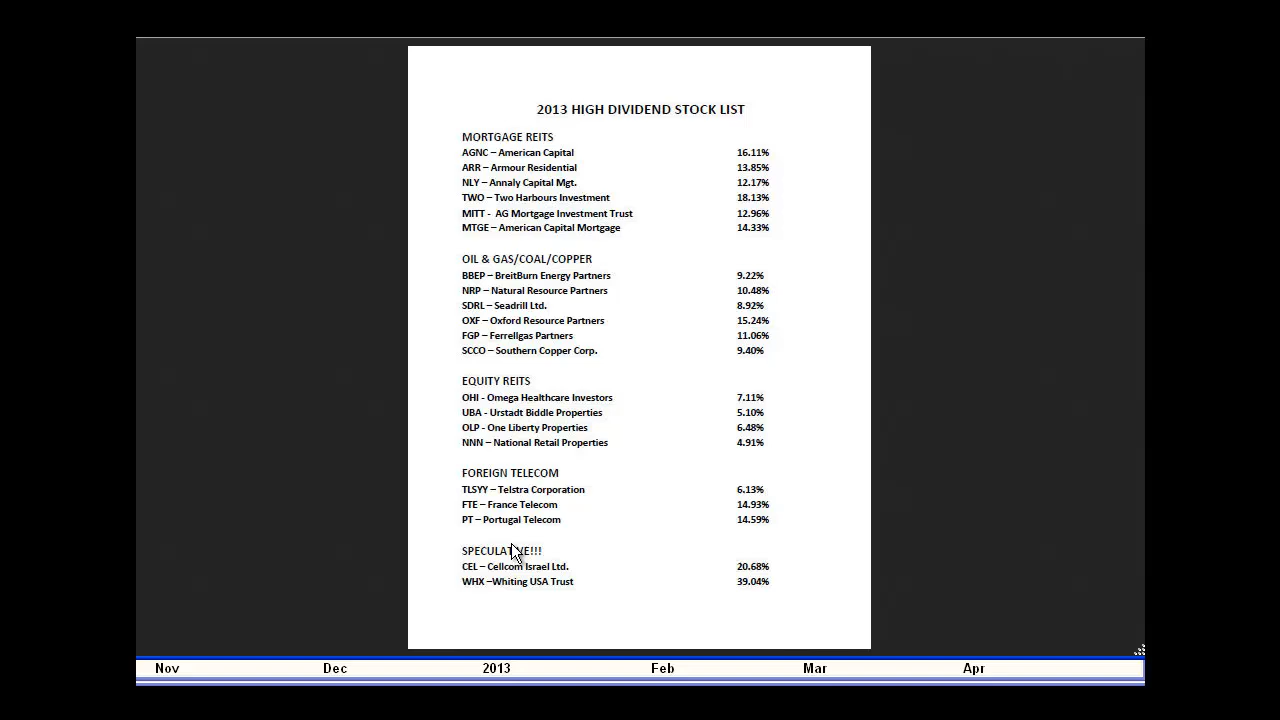 2013 HIGH DIVIDEND STOCK LIST
MORTGAGE REITS
AGNC – American Capital 16.11%
ARR – Armour Residential 13.85%
NLY – Annaly Capital Mgt. 12.17%
TWO – Two Harbours Investment 18.13%
MITT - AG Mortgage Investment Trust 12.96%
MTGE – American Capital Mortgage 14.33%
OIL & GAS/COAL/COPPER
BBEP – BreitBurn Energy Partners 9.22%
NRP – Natural Resource Partners 10.48%
SDRL – Seadrill Ltd. 8.92%
OXF – Oxford Resource Partners 15.24%
FGP – Ferrellgas Partners 11.06%
SCCO – Southern Copper Corp. 9.40%
EQUITY REITS
OHI - Omega Healthcare Investors 7.11%
UBA - Urstadt Biddle Properties 5.10%
OLP - One Liberty Properties 6.48%
NNN – National Retail Properties 4.91%
FOREIGN TELECOM
TLSYY – Telstra Corporation 6.13%
FTE – France Telecom 14.93%
PT – Portugal Telecom 14.59%
SPECULATIVE!!!
CEL – Cellcom Israel Ltd. 20.68%
WHX –Whiting USA Trust 39.04%
Nov Dec 2013 Feb Mar Apr